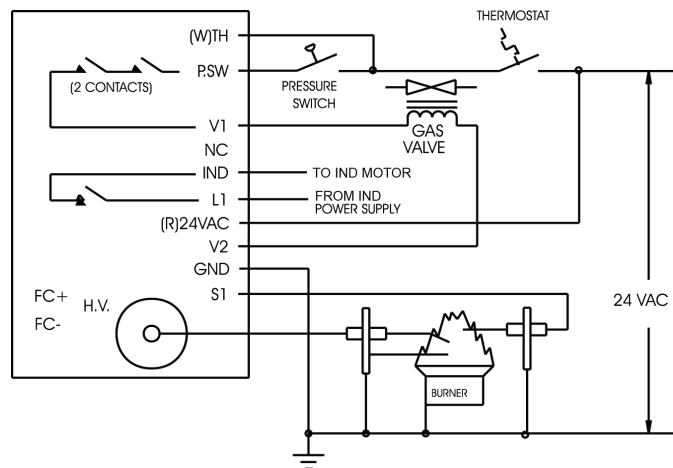 THERMOSTAT
(W)TH
P.SW
(2 CONTACTS)
PRESSURE
SWITCH
V1
GAS
VALVE
NC
IND
TO IND MOTOR
L1
FROM IND
POWER SUPPLY
(R)24VAC
V2
GND
S1
FC+
H.V.
FC-
24 VAC
BURNER